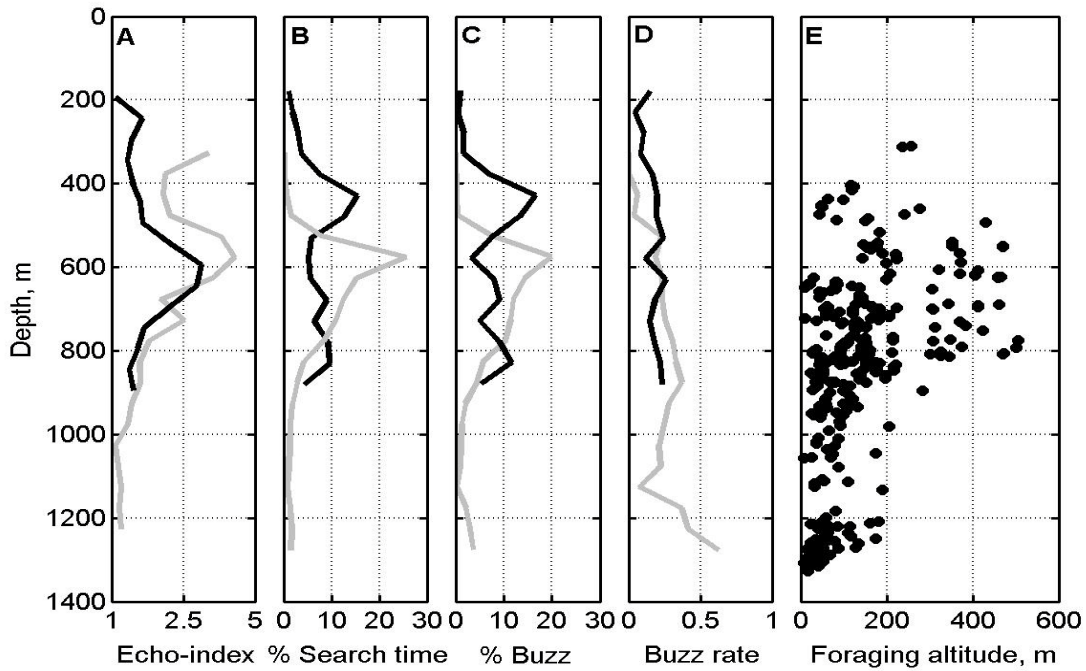 A B C D E
0
200
400
600
800
1000
1200
1400
Depth, m
1 2.5 5 0 10 20 30 0 10 20 30 0 0.5 1 0 200 400 600
Echo-index % Search time % Buzz Buzz rate Foraging altitude, m